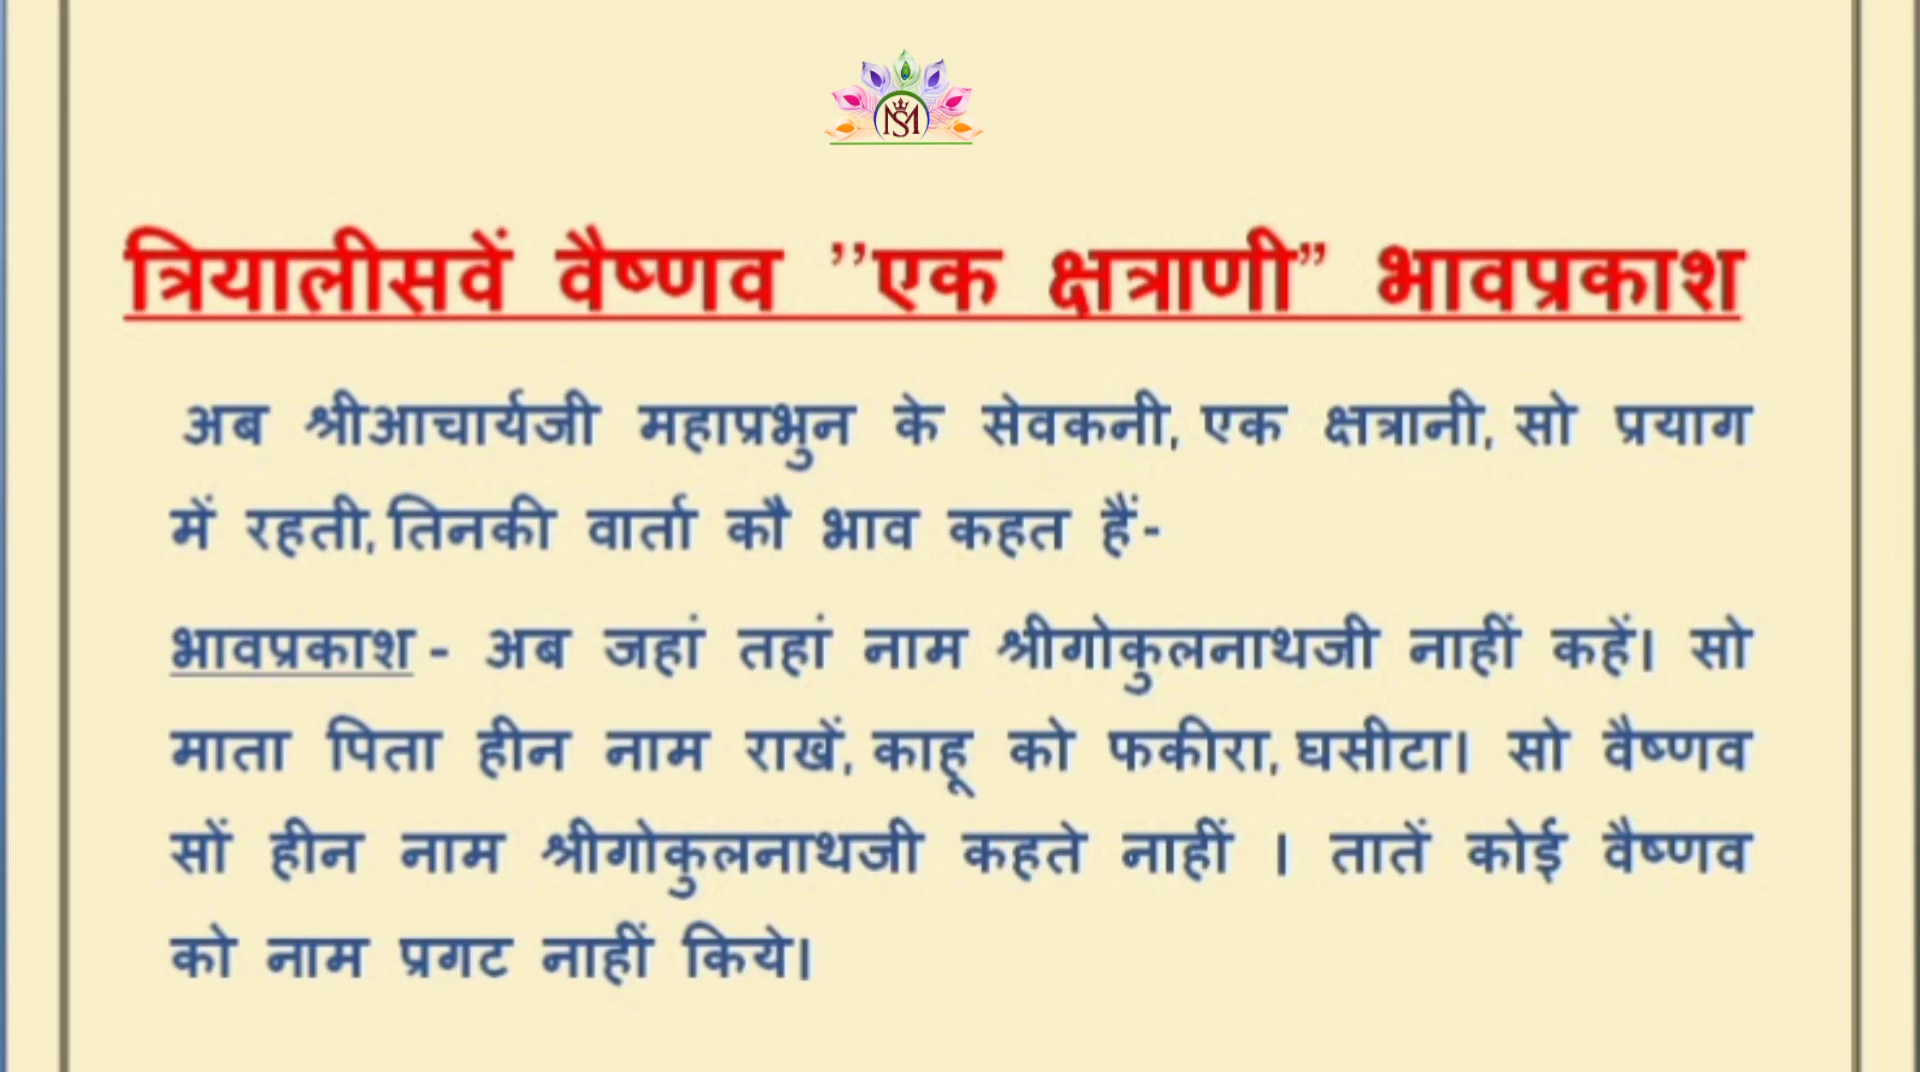 त्रियालीसवें वैष्णव ’’एक क्षत्राणी” भावप्रकाश
अब श्रीआचार्यजी महाप्रभुन के सेवकनी, एक क्षत्रानी, सो प्रयाग
में रहती, तिनकी वार्ता कौ भाव कहत हैं-
भावप्रकाश - अब जहां तहां नाम श्रीगोकुलनाथजी नाहीं कहें। सो
माता पिता हीन नाम राखें, काहू को फकीरा, घसीटा। सो वैष्णव
सों हीन नाम श्रीगोकुलनाथजी कहते नाहीं । तातें कोई वैष्णव
को नाम प्रगट नाहीं किये।